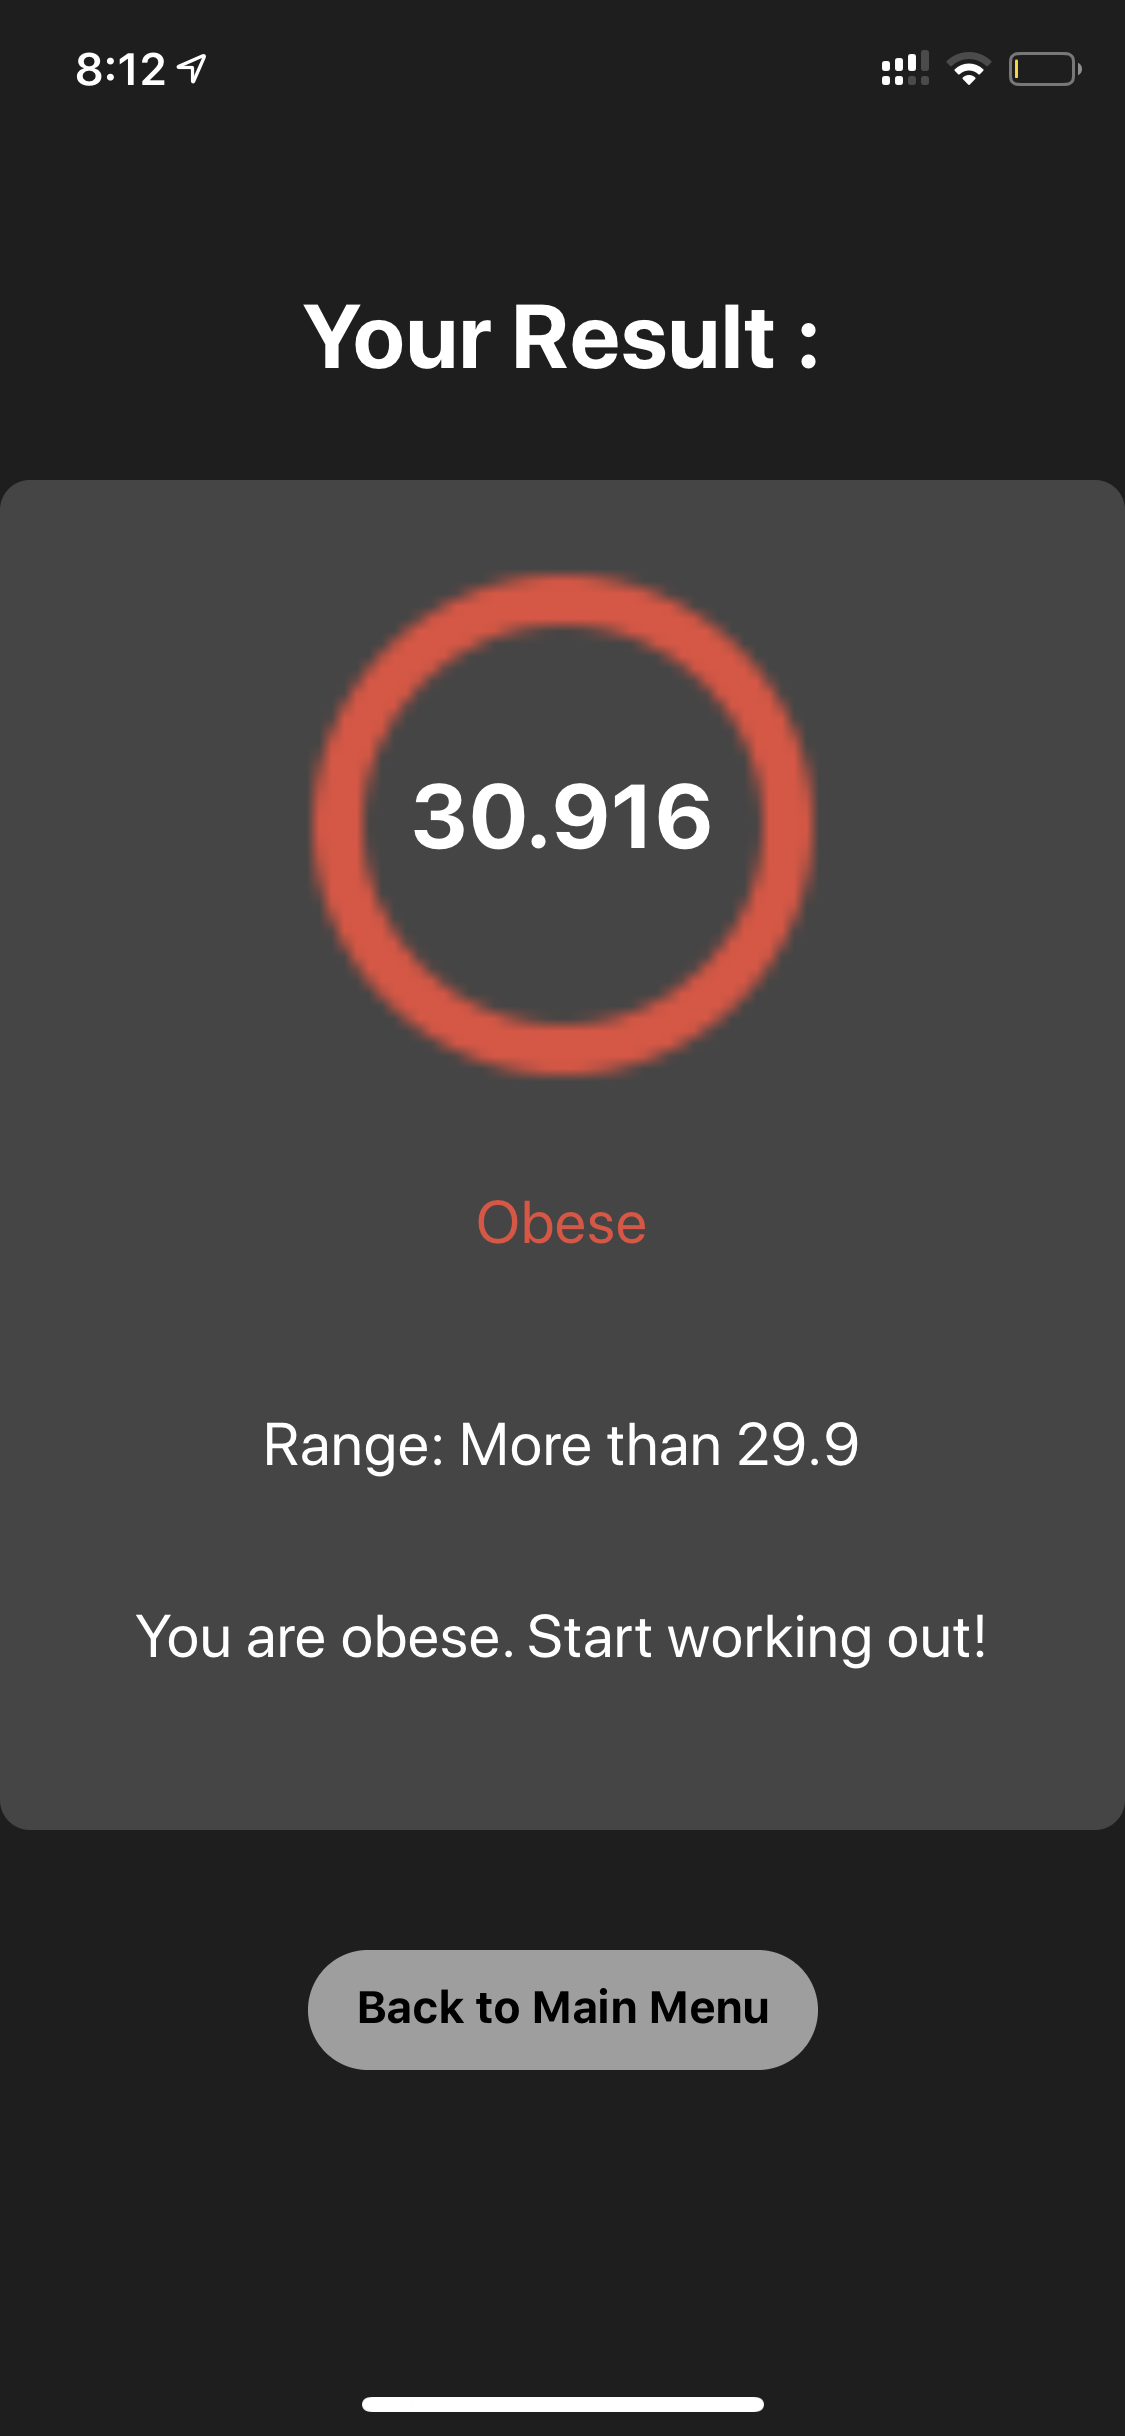 8:12
Your Result :
30.916
Obese
Range: More than 29.9
You are obese. Start working out!
Back to Main Menu